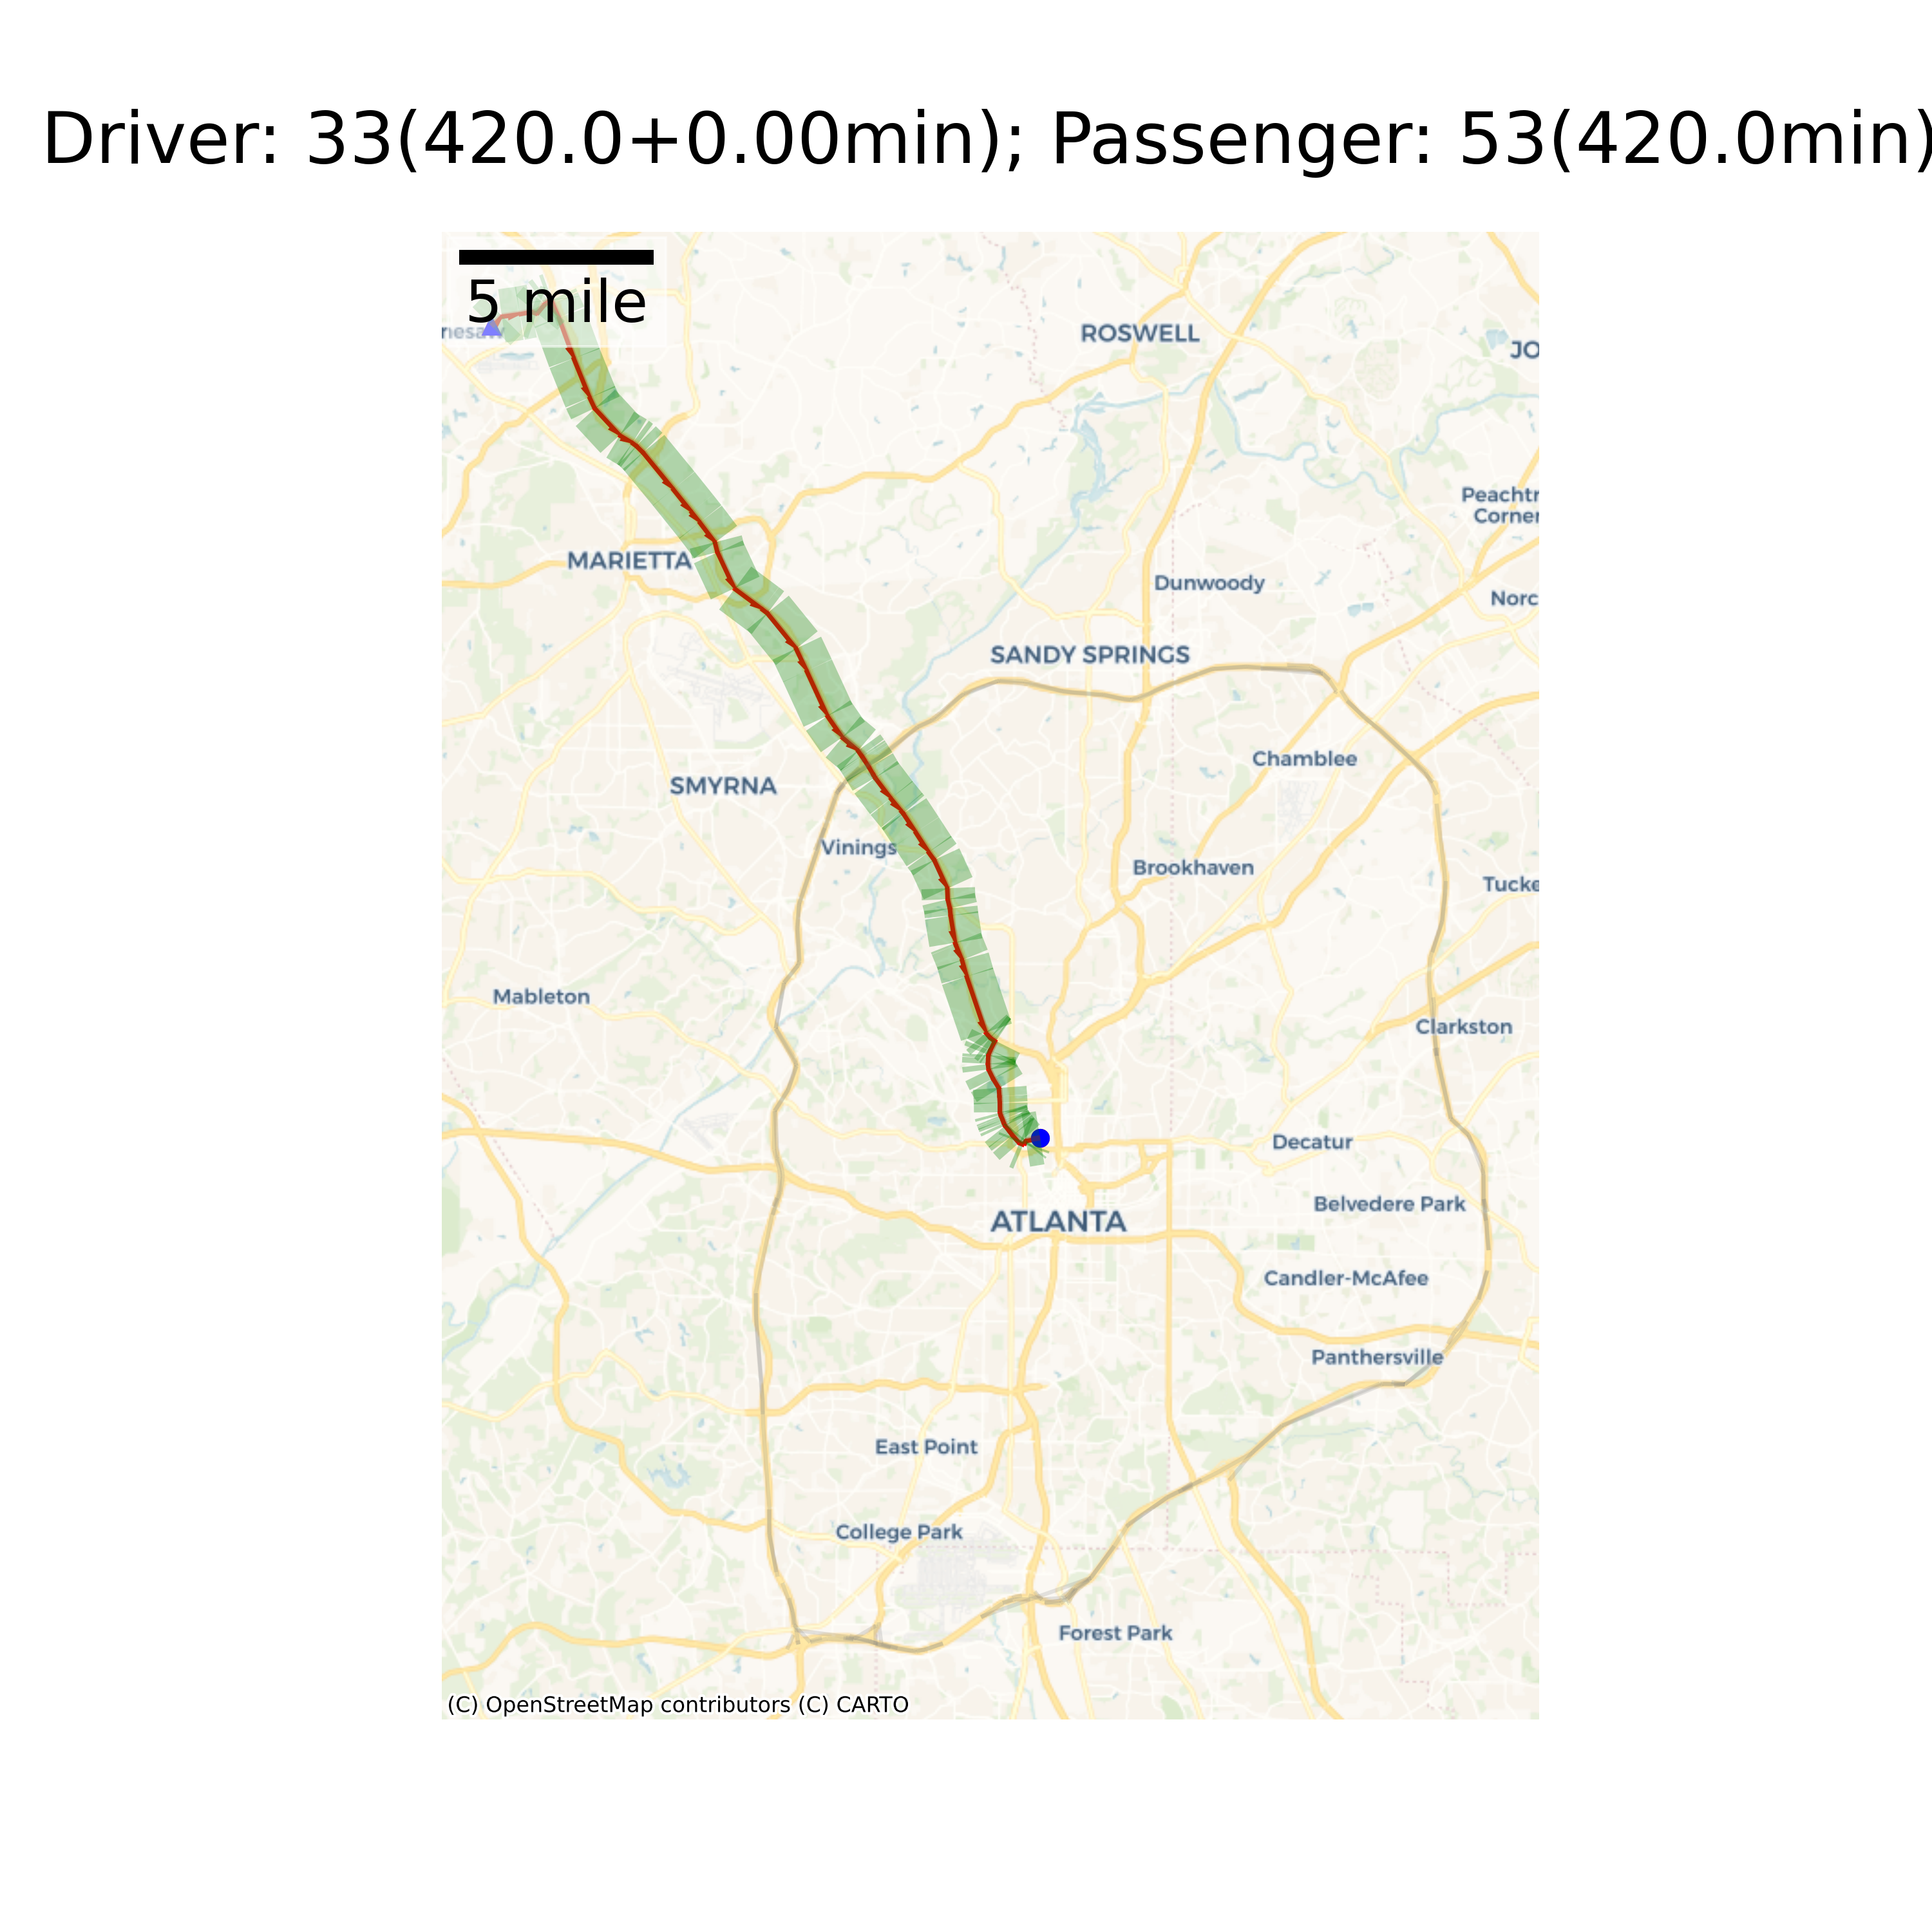 Driver: 33(420.0+0.00min); Passenger: 53(420.0min)
5 mile
ROSWELL
JO
Peachtr
Corner
MARIETTA
Dunwoody
Norc
SANDY SPRINGS
Chamblee
SMYRNA
Vinings
Brookhaven
Tucke
Mableton
Clarkston
Decatur
Belvedere Park
ATLANTA
Candler-McAfee
Panthersville
East Point
College Park
Forest Park
(C) OpenStreetMap contributors (C) CARTO